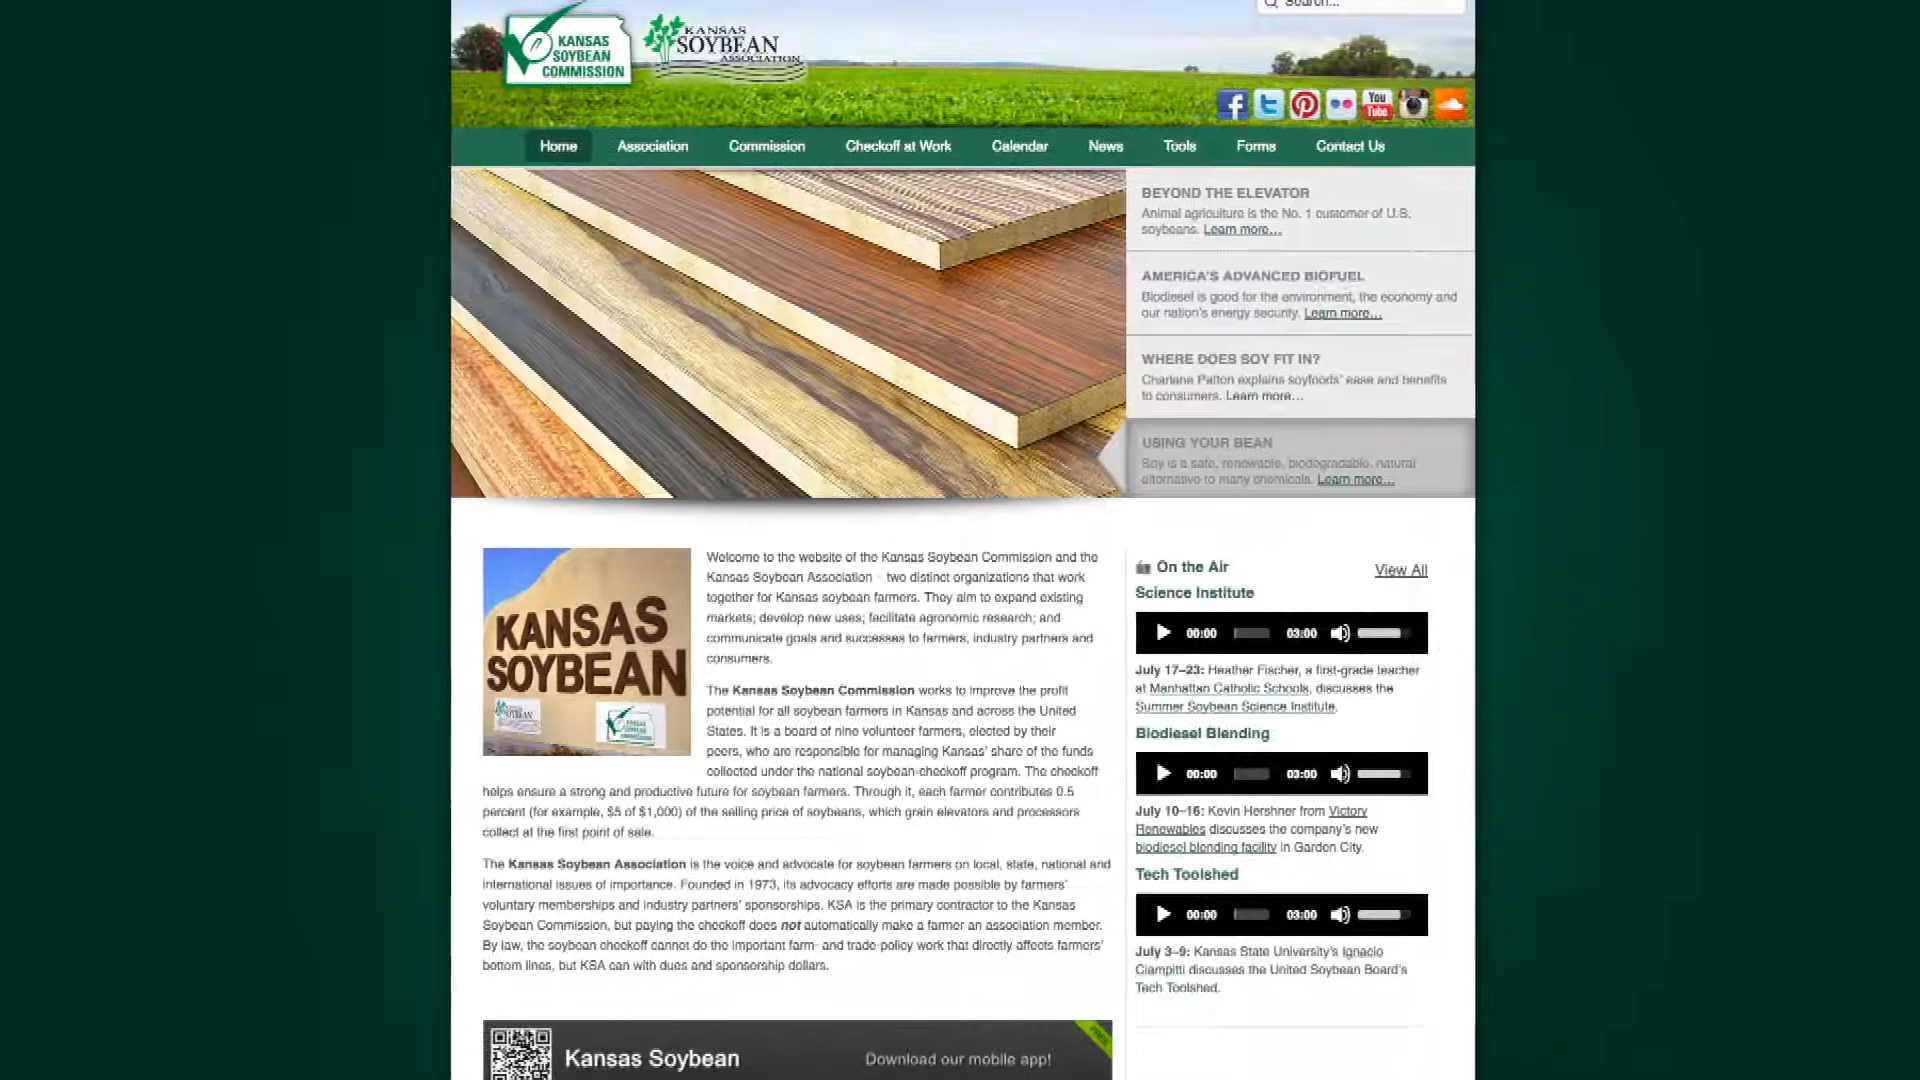 Search...
KANSAS
SOYBEAN
COMMISSION
KANSAS
SOYBEAN
ASSOCIATION
You
Tube
Home Association Commission Checkoff at Work Calendar News Tools Forms Contact Us
BEYOND THE ELEVATOR
Animal agriculture is the No. 1 customer of U.S.
soybeans. Learn more...
AMERICA'S ADVANCED BIOFUEL
Biodiesel is good for the environment, the economy and
our nation's energy security. Learn more...
WHERE DOES SOY FIT IN?
Charlene Patton explains soyfoods' ease and benefits
to consumers. Learn more...
USING YOUR BEAN
Soy is a safe, renewable, biodegradable, natural
alternative to many chemicals. Learn more...
KANSAS
SOYBEAN
Welcome to the website of the Kansas Soybean Commission and the
Kansas Soybean Association – two distinct organizations that work
together for Kansas soybean farmers. They aim to expand existing
markets; develop new uses; facilitate agronomic research; and
communicate goals and successes to farmers, industry partners and
consumers.
The Kansas Soybean Commission works to improve the profit
potential for all soybean farmers in Kansas and across the United
States. It is a board of nine volunteer farmers, elected by their
peers, who are responsible for managing Kansas' share of the funds
collected under the national soybean-checkoff program. The checkoff
helps ensure a strong and productive future for soybean farmers. Through it, each farmer contributes 0.5
percent (for example, $5 of $1,000) of the selling price of soybeans, which grain elevators and processors
collect at the first point of sale.
The Kansas Soybean Association is the voice and advocate for soybean farmers on local, state, national and
international issues of importance. Founded in 1973, its advocacy efforts are made possible by farmers'
voluntary memberships and industry partners' sponsorships. KSA is the primary contractor to the Kansas
Soybean Commission, but paying the checkoff does not automatically make a farmer an association member.
By law, the soybean checkoff cannot do the important farm- and trade-policy work that directly affects farmers'
bottom lines, but KSA can with dues and sponsorship dollars.
Kansas Soybean Download our mobile app!
FREE
On the Air View All
Science Institute
00:00 03:00
July 17–23: Heather Fischer, a first-grade teacher
at Manhattan Catholic Schools, discusses the
Summer Soybean Science Institute.
Biodiesel Blending
00:00 03:00
July 10–16: Kevin Hershner from Victory
Renewables discusses the company's new
biodiesel blending facility in Garden City.
Tech Toolshed
00:00 03:00
July 3–9: Kansas State University's Ignacio
Ciampitti discusses the United Soybean Board's
Tech Toolshed.